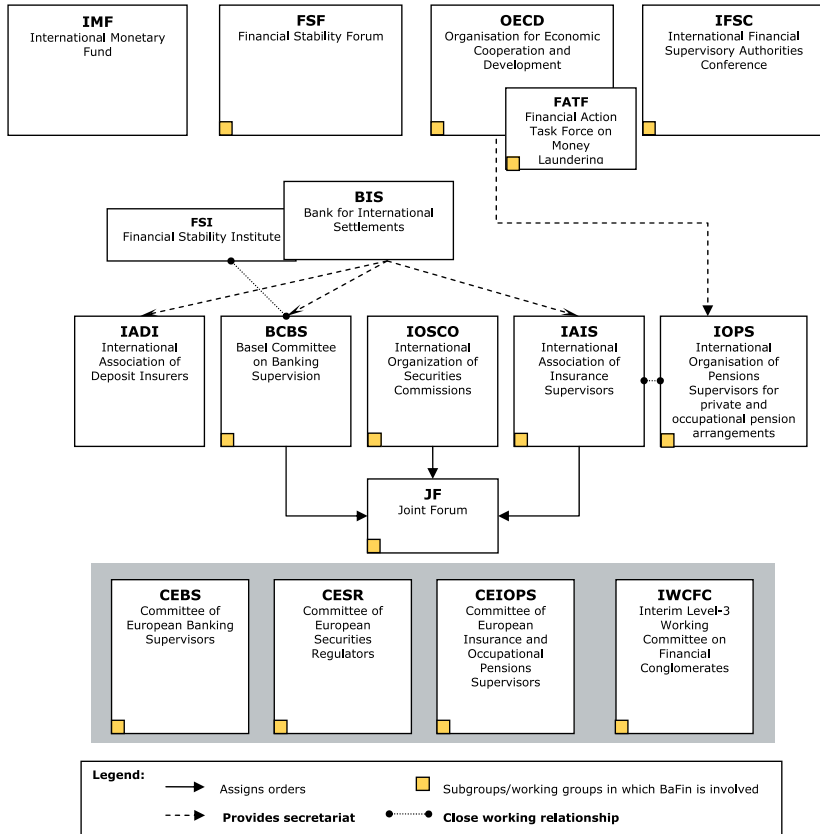 IMF
International Monetary
Fund
FSF
Financial Stability Forum
OECD
Organisation for Economic
Cooperation and
Development
IFSC
International Financial
Supervisory Authorities
Conference
FATF
Financial Action
Task Force on
Money
Laundering
BIS
Bank for International
Settlements
FSI
Financial Stability Institute
IADI
International
Association of
Deposit Insurers
BCBS
Basel Committee
on Banking
Supervision
IOSCO
International
Organization of
Securities
Commissions
IAIS
International
Association of
Insurance
Supervisors
IOPS
International
Organisation of
Pensions
Supervisors for
private and
occupational pension
arrangements
JF
Joint Forum
CEBS
Committee of
European Banking
Supervisors
CESR
Committee of
European
Securities
Regulators
CEIOPS
Committee of
European
Insurance and
Occupational
Pensions
Supervisors
IWCFC
Interim Level-3
Working
Committee on
Financial
Conglomerates
Legend:
Assigns orders
Subgroups/working groups in which BaFin is involved
Provides secretariat
Close working relationship